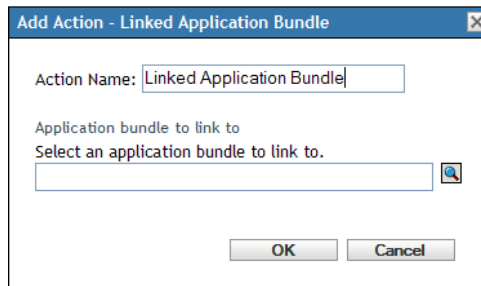 Add Action - Linked Application Bundle
Action Name: Linked Application Bundle
Application bundle to link to
Select an application bundle to link to.
OK Cancel